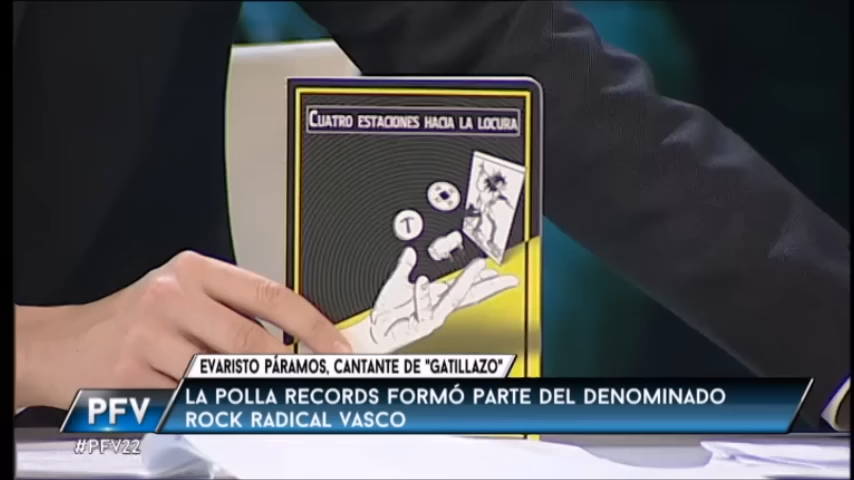 CUATRO ESTACIONES HACIA LA LOCURA
EVARISTO PÁRAMOS, CANTANTE DE "GATILLAZO"
PFV
LA POLLA RECORDS FORMÓ PARTE DEL DENOMINADO
ROCK RADICAL VASCO
#PFV22